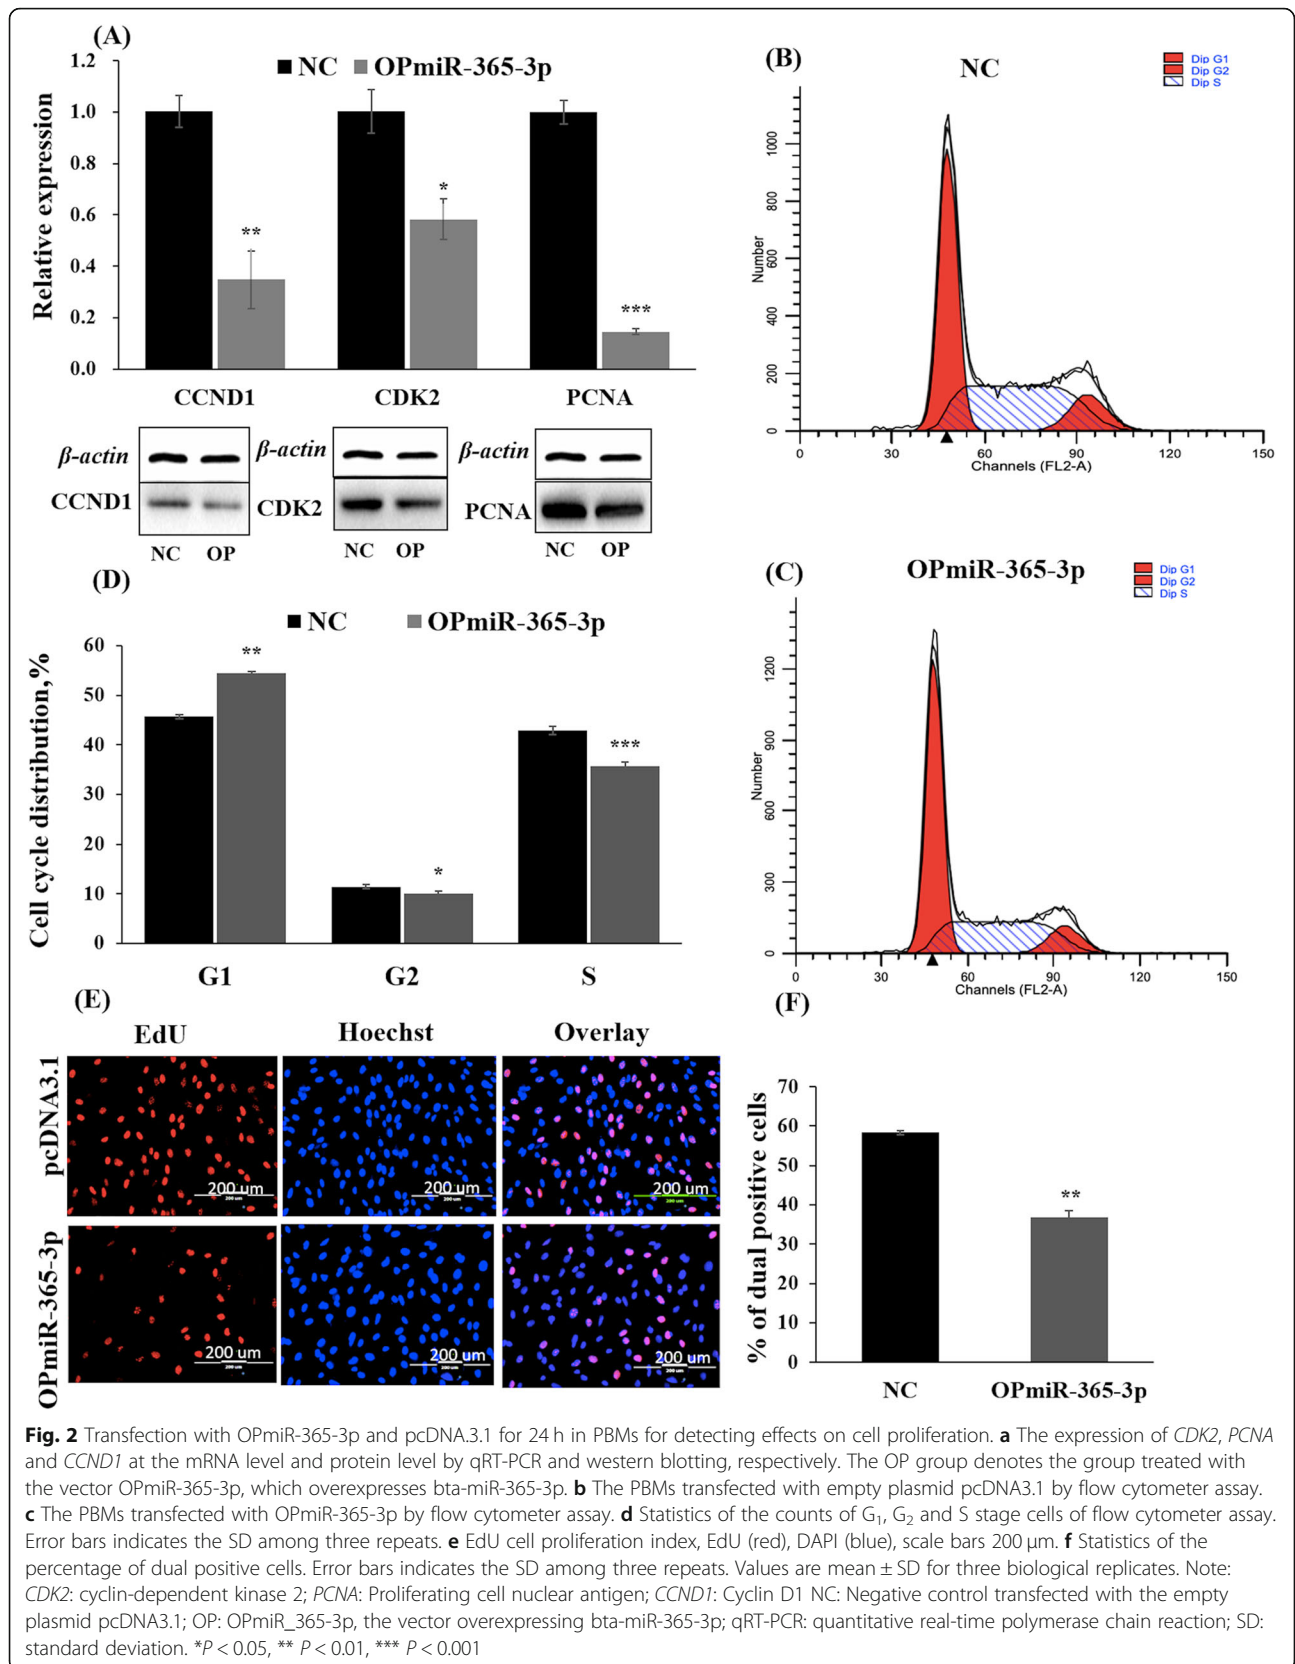 (A)
1.2
1.0
0.8
0.6
0.4
0.2
0.0
Relative expression
NC OPmiR-365-3p
**
*
***
CCND1 CDK2 PCNA
β-actin β-actin β-actin
CCND1 CDK2 PCNA
NC OP NC OP NC OP
(B)
NC
Dip G1
Dip G2
Dip S
Number
1000
800
600
400
200
0
0 30 60 90 120 150
Channels (FL2-A)
(C)
OPmiR-365-3p
Dip G1
Dip G2
Dip S
Number
1200
900
600
300
0
0 30 60 90 120 150
Channels (FL2-A)
(D)
NC OPmiR-365-3p
Cell cycle distribution,%
60
50
40
30
20
10
0
**
*
***
G1 G2 S
(E)
EdU Hoechst Overlay
pcDNA3.1
200 um 200 um 200 um
200 um 200 um 200 um
OPmiR-365-3p
200 um 200 um 200 um
200 um 200 um 200 um
(F)
% of dual positive cells
70
60
50
40
30
20
10
0
**
NC OPmiR-365-3p
Fig. 2 Transfection with OPmiR-365-3p and pcDNA.3.1 for 24 h in PBMs for detecting effects on cell proliferation. a The expression of CDK2, PCNA
and CCND1 at the mRNA level and protein level by qRT-PCR and western blotting, respectively. The OP group denotes the group treated with
the vector OPmiR-365-3p, which overexpresses bta-miR-365-3p. b The PBMs transfected with empty plasmid pcDNA3.1 by flow cytometer assay.
c The PBMs transfected with OPmiR-365-3p by flow cytometer assay. d Statistics of the counts of G₁, G₂ and S stage cells of flow cytometer assay.
Error bars indicates the SD among three repeats. e EdU cell proliferation index, EdU (red), DAPI (blue), scale bars 200 μm. f Statistics of the
percentage of dual positive cells. Error bars indicates the SD among three repeats. Values are mean ± SD for three biological replicates. Note:
CDK2: cyclin-dependent kinase 2; PCNA: Proliferating cell nuclear antigen; CCND1: Cyclin D1 NC: Negative control transfected with the empty
plasmid pcDNA3.1; OP: OPmiR_365-3p, the vector overexpressing bta-miR-365-3p; qRT-PCR: quantitative real-time polymerase chain reaction; SD:
standard deviation. *P < 0.05, ** P < 0.01, *** P < 0.001